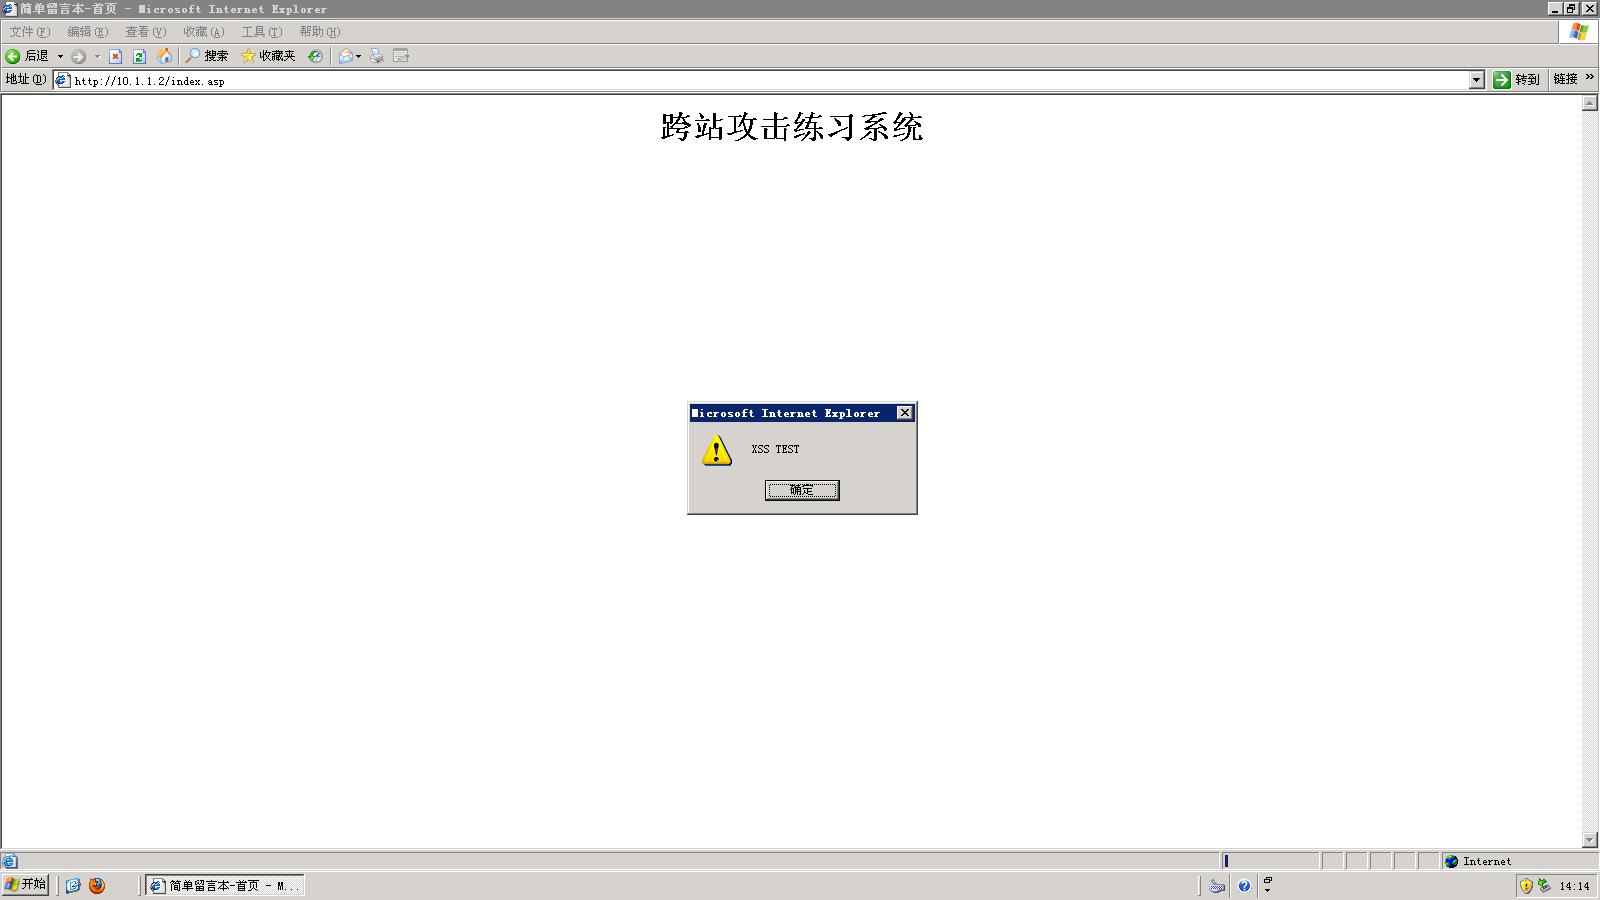 简单留言本-首页 - Microsoft Internet Explorer
文件(F) 编辑(E) 查看(V) 收藏(A) 工具(T) 帮助(H)
后退 搜索 收藏夹
地址(D) http://10.1.1.2/index.asp 转到 链接 »
跨站攻击练习系统
Microsoft Internet Explorer
XSS TEST
确定
Internet
开始 简单留言本-首页 - M... 14:14